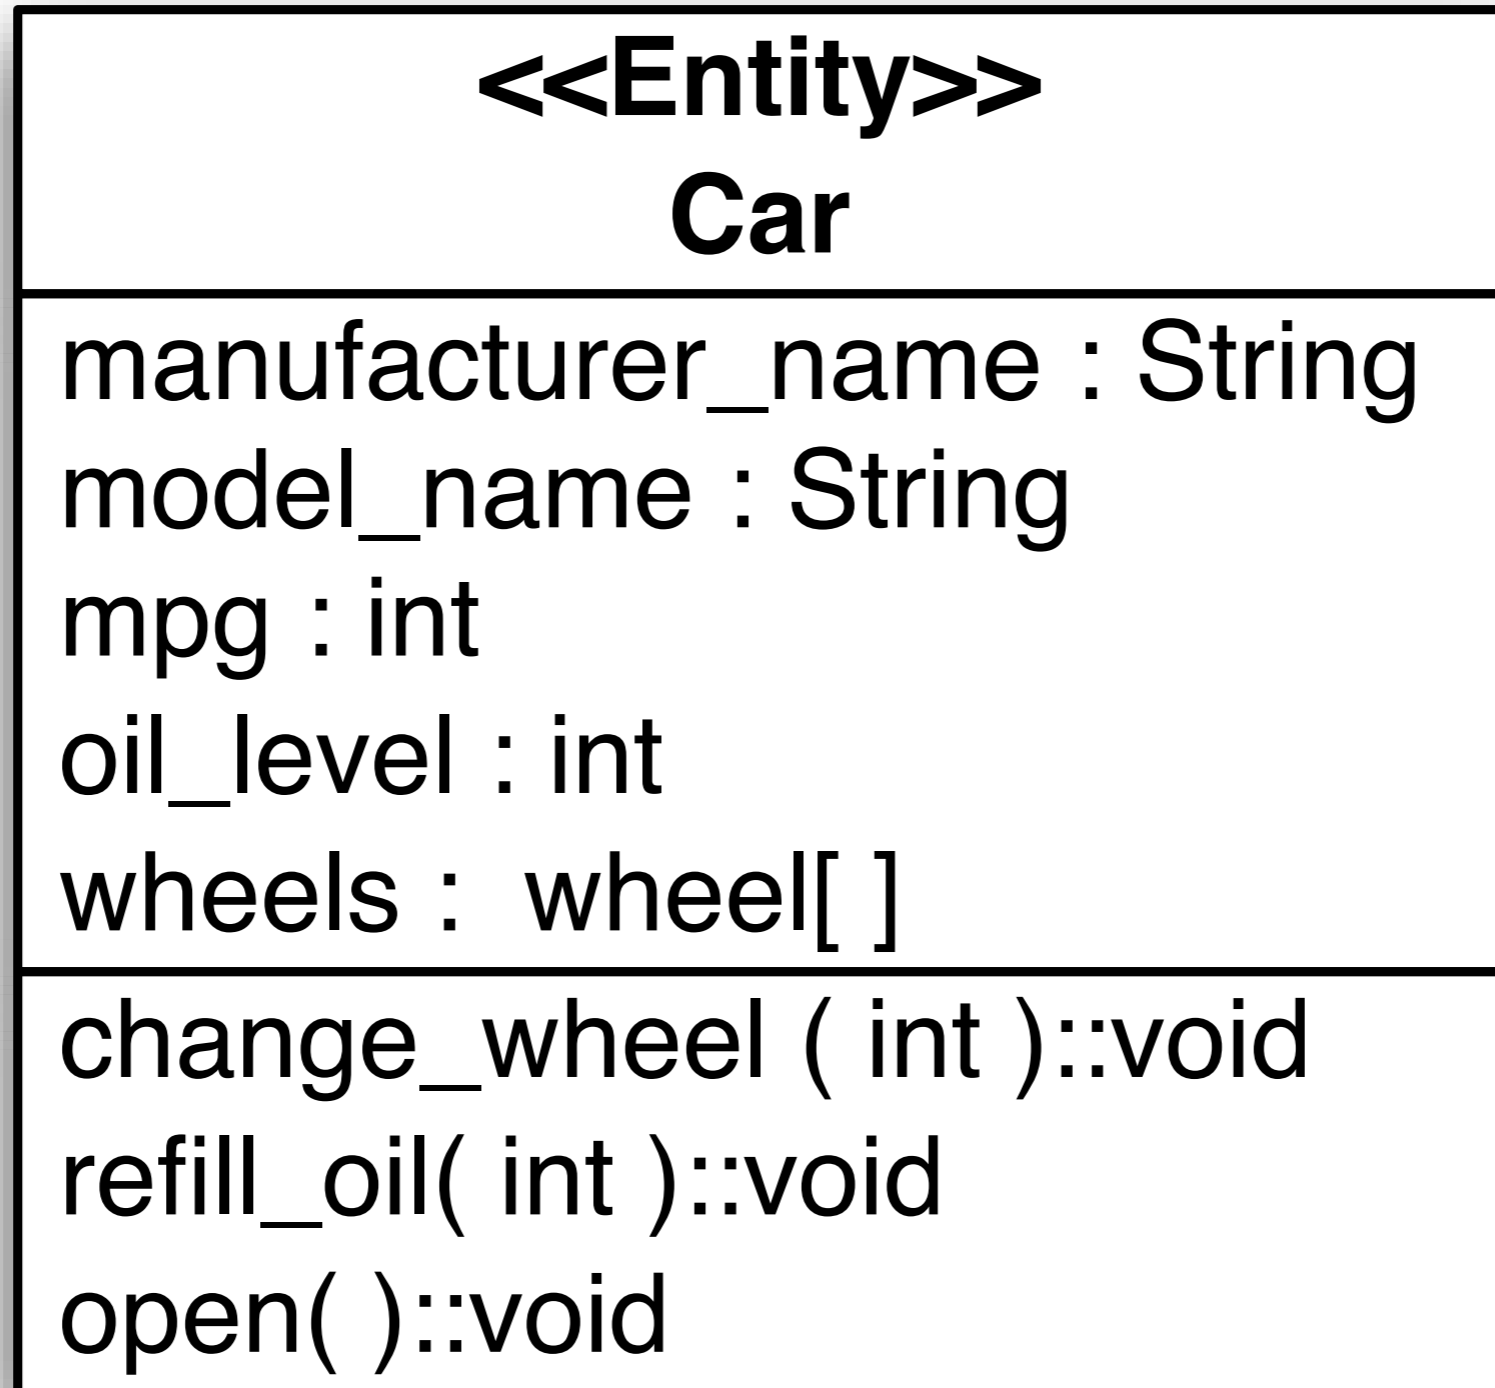 <<Entity>>
Car
manufacturer_name : String
model_name : String
mpg : int
oil_level : int
wheels :  wheel[ ]
change_wheel ( int )::void
refill_oil( int )::void
open( )::void